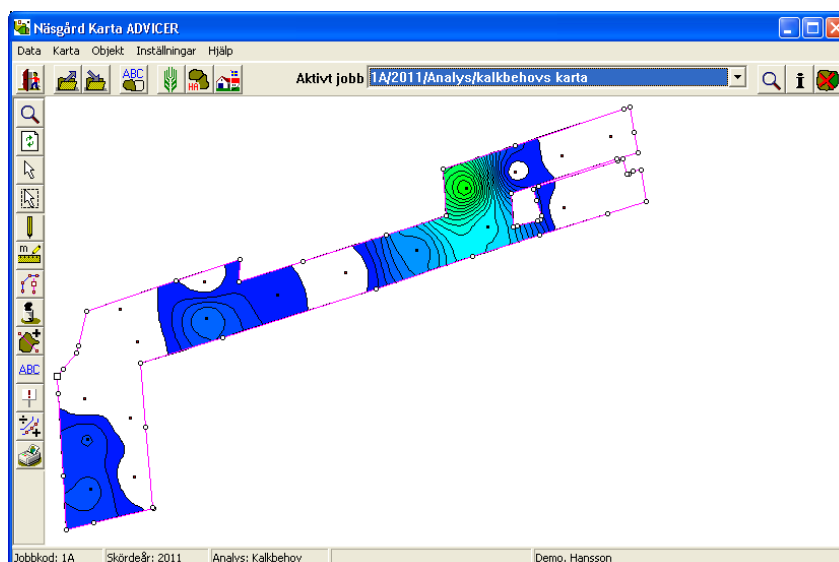 Näsgård Karta ADVICER
Data Karta Objekt Inställningar Hjälp
ABC HA Aktivt jobb 1A/2011/Analys/kalkbehovs karta i
m
ABC
Jobbkod: 1A Skördeår: 2011 Analys: Kalkbehov Demo. Hansson